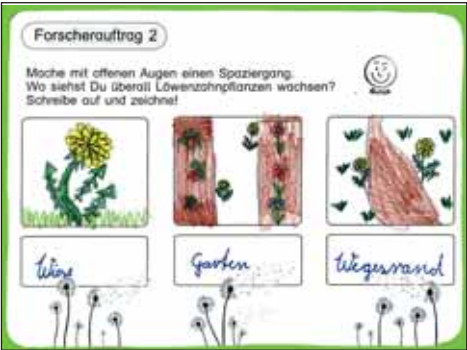 Forscherauftrag 2
Mache mit offenen Augen einen Spaziergang.
Wo siehst Du überall Löwenzahnpflanzen wachsen?
Schreibe auf und zeichne!
Wiese
Garten
Wegesrand